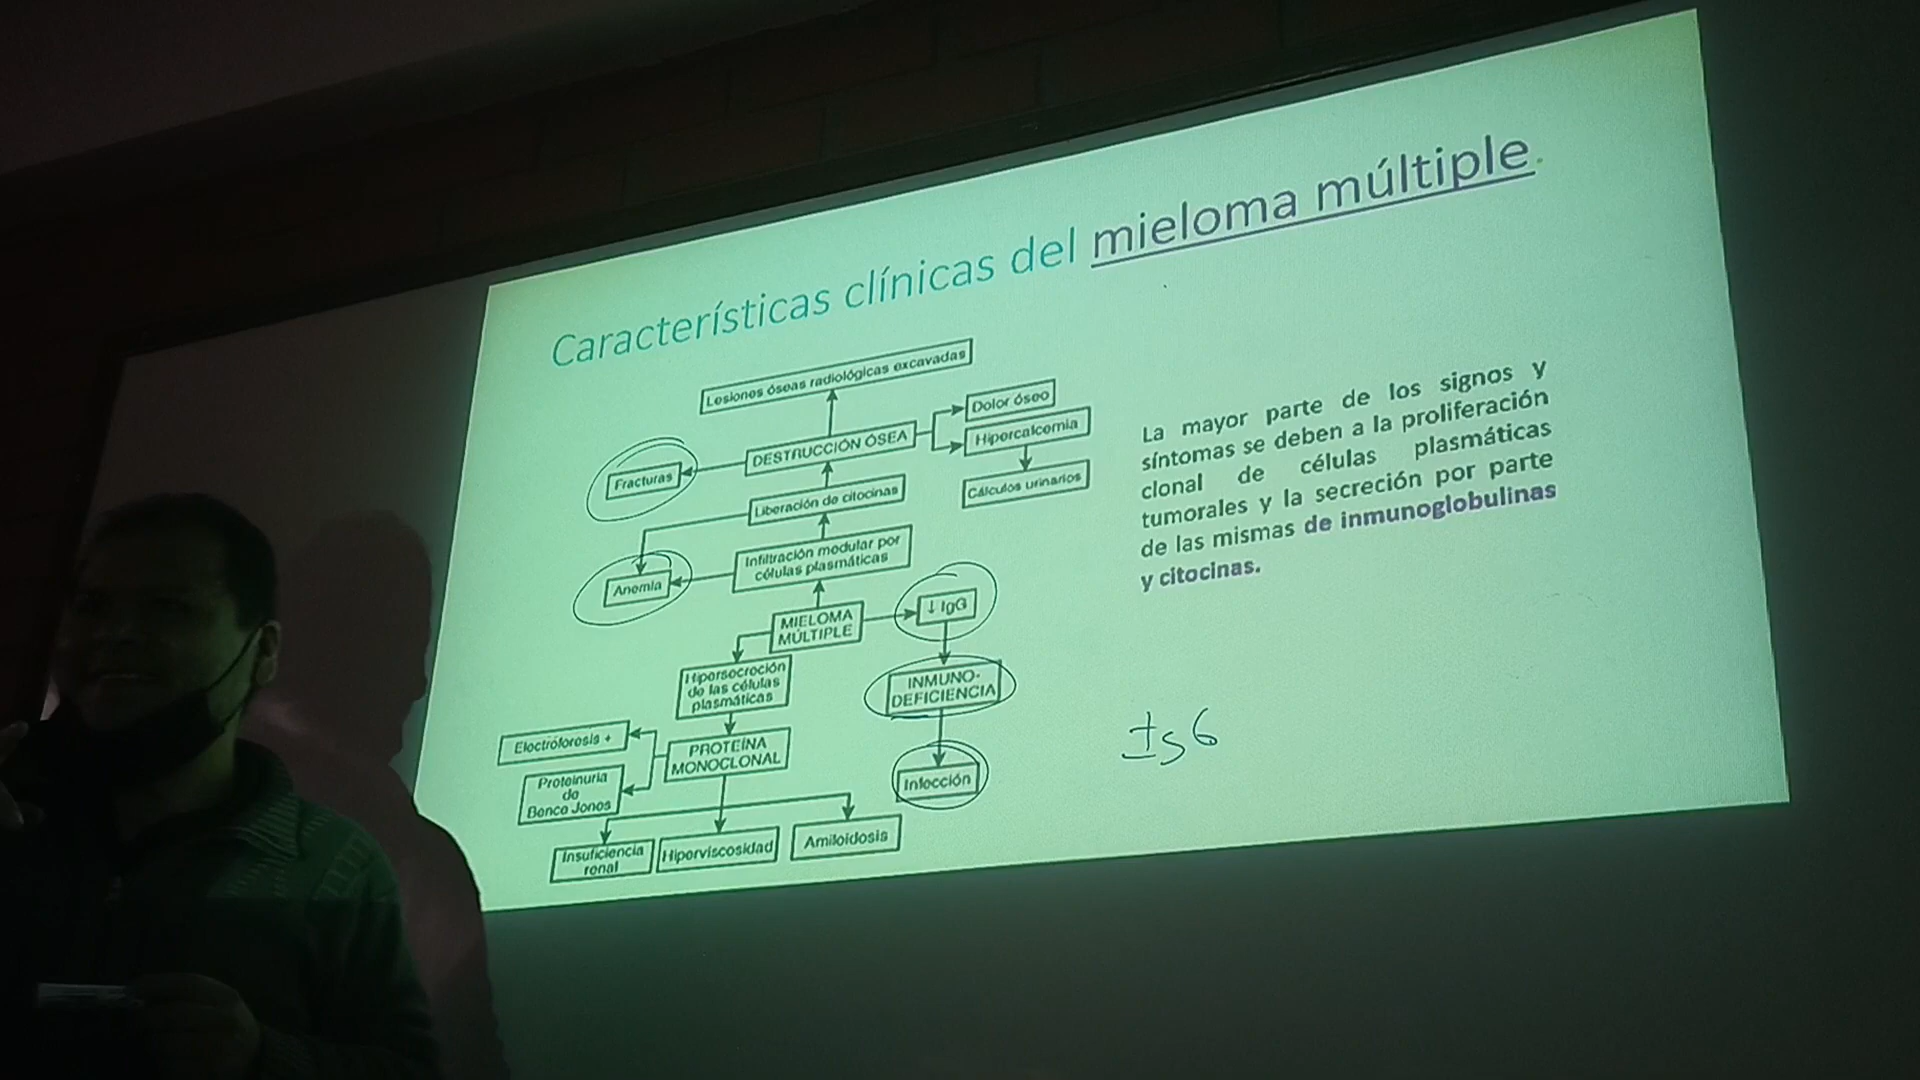 Características clínicas del mieloma múltiple.
Lesiones óseas radiológicas excavadas
Dolor óseo
DESTRUCCIÓN ÓSEA
Hipercalcemia
Fracturas
Cálculos urinarios
Liberación de citocinas
Infiltración medular por
células plasmáticas
Anemia
↓ IgG
MIELOMA
MÚLTIPLE
Hipersecreción
de las células
plasmáticas
INMUNO-
DEFICIENCIA
Electroforesis +
PROTEÍNA
MONOCLONAL
Proteinuria
de
Bence Jones
Infección
Insuficiencia
renal
Hiperviscosidad
Amiloidosis
La mayor parte de los signos y
síntomas se deben a la proliferación
clonal de células plasmáticas
tumorales y la secreción por parte
de las mismas de inmunoglobulinas
y citocinas.
IgG